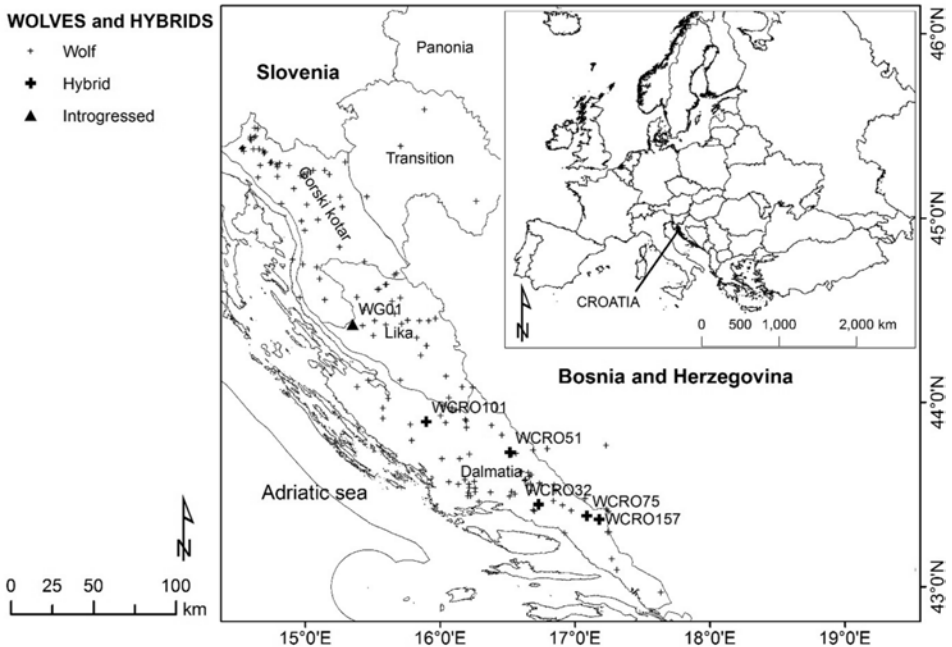 WOLVES and HYBRIDS
Wolf
Hybrid
Introgressed
Panonia
Slovenia
Transition
Gorski kotar
WG01
Lika
CROATIA
0 500 1,000 2,000 km
N
Bosnia and Herzegovina
WCRO101
WCRO51
Dalmatia
WCRO32
WCRO75
WCRO157
Adriatic sea
N
0 25 50 100
km
46°0'N
45°0'N
44°0'N
43°0'N
15°0'E 16°0'E 17°0'E 18°0'E 19°0'E